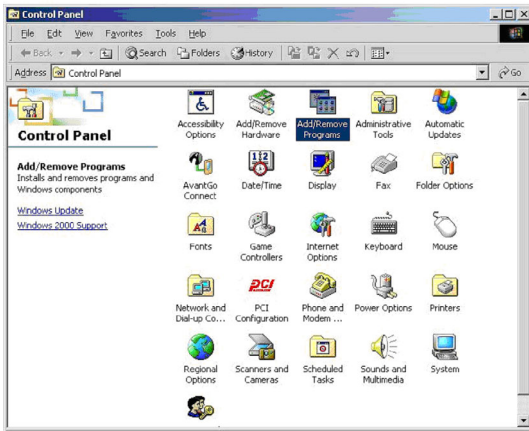 Control Panel
File Edit View Favorites Tools Help
Back Search Folders History
Address Control Panel Go
Control Panel
Add/Remove Programs
Installs and removes programs and
Windows components
Windows Update
Windows 2000 Support
Accessibility Options
Add/Remove Hardware
Add/Remove Programs
Administrative Tools
Automatic Updates
AvantGo Connect
Date/Time
12
Display
Fax
Folder Options
Fonts
Game Controllers
Internet Options
Keyboard
Mouse
Network and Dial-up Co...
PCI
PCI Configuration
Phone and Modem ...
Power Options
Printers
Regional Options
Scanners and Cameras
Scheduled Tasks
Sounds and Multimedia
System